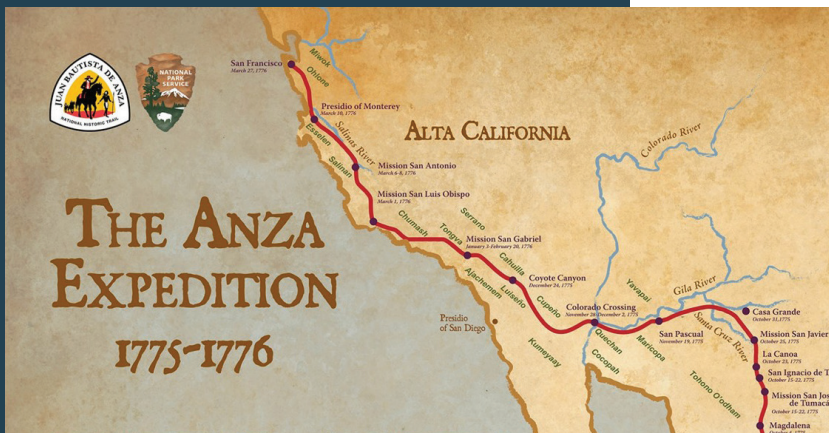 JUAN BAUTISTA DE ANZA
NATIONAL HISTORIC TRAIL
NATIONAL
PARK
SERVICE
THE ANZA
EXPEDITION
1775-1776
ALTA CALIFORNIA
San Francisco
March 27, 1776
Miwok
Ohlone
Presidio of Monterey
March 10, 1776
Esselen
Salinas River
Salinan
Mission San Antonio
March 6-8, 1776
Mission San Luis Obispo
March 1, 1776
Chumash
Tongva
Serrano
Mission San Gabriel
January 3-February 20, 1776
Cahuilla
Ajachemem
Luiseño
Coyote Canyon
December 24, 1775
Cupeño
Presidio
of San Diego
Kumeyaay
Colorado River
Colorado Crossing
November 28-December 2, 1775
Quechan
Cocopah
Yavapai
Gila River
San Pascual
November 19, 1775
Maricopa
Casa Grande
October 31, 1775
Santa Cruz River
Mission San Javier
October 25, 1775
La Canoa
October 23, 1775
San Ignacio de T
October 15-22, 1775
Mission San Jos
de Tumacá
October 15-22, 1775
Tohono O'odham
Magdalena